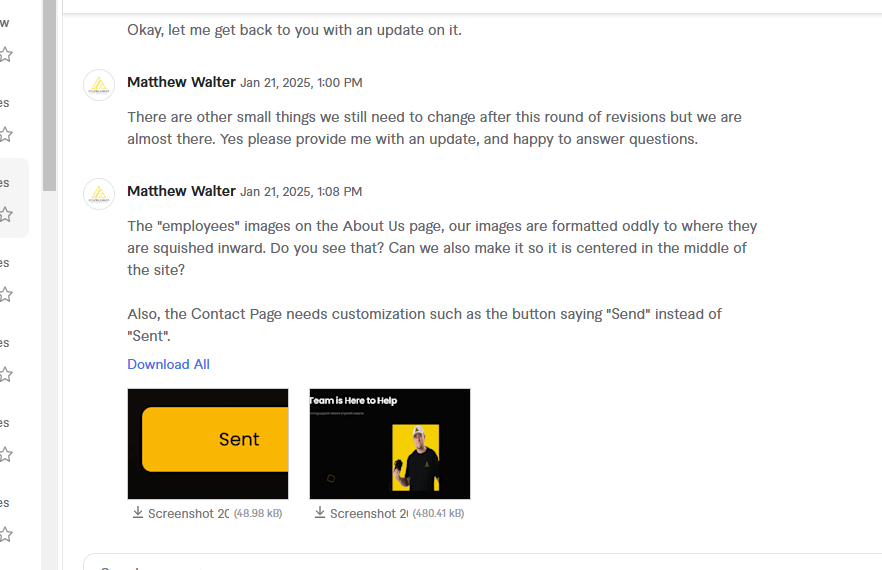 w
es
es
es
es
es
es
Okay, let me get back to you with an update on it.
Matthew Walter Jan 21, 2025, 1:00 PM
There are other small things we still need to change after this round of revisions but we are
almost there. Yes please provide me with an update, and happy to answer questions.
Matthew Walter Jan 21, 2025, 1:08 PM
The "employees" images on the About Us page, our images are formatted oddly to where they
are squished inward. Do you see that? Can we also make it so it is centered in the middle of
the site?
Also, the Contact Page needs customization such as the button saying "Send" instead of
"Sent".
Download All
Sent
Team is Here to Help
Screenshot 20 (48.98 kB)
Screenshot 20 (480.41 kB)